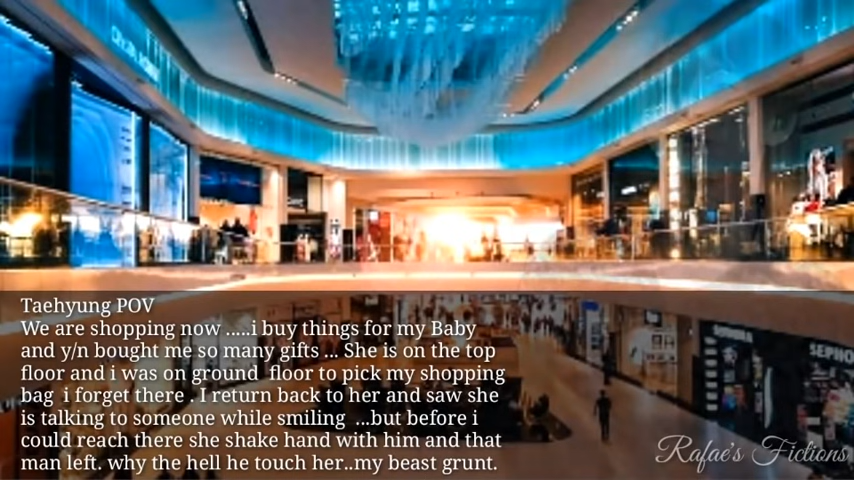 Taehyung POV
We are shopping now .....i buy things for my Baby
and y/n bought me so many gifts ... She is on the top
floor and i was on ground floor to pick my shopping
bag i forget there . I return back to her and saw she
is talking to someone while smiling ...but before i
could reach there she shake hand with him and that
man left. why the hell he touch her..my beast grunt.
Rafae's Fictions
SEPHO